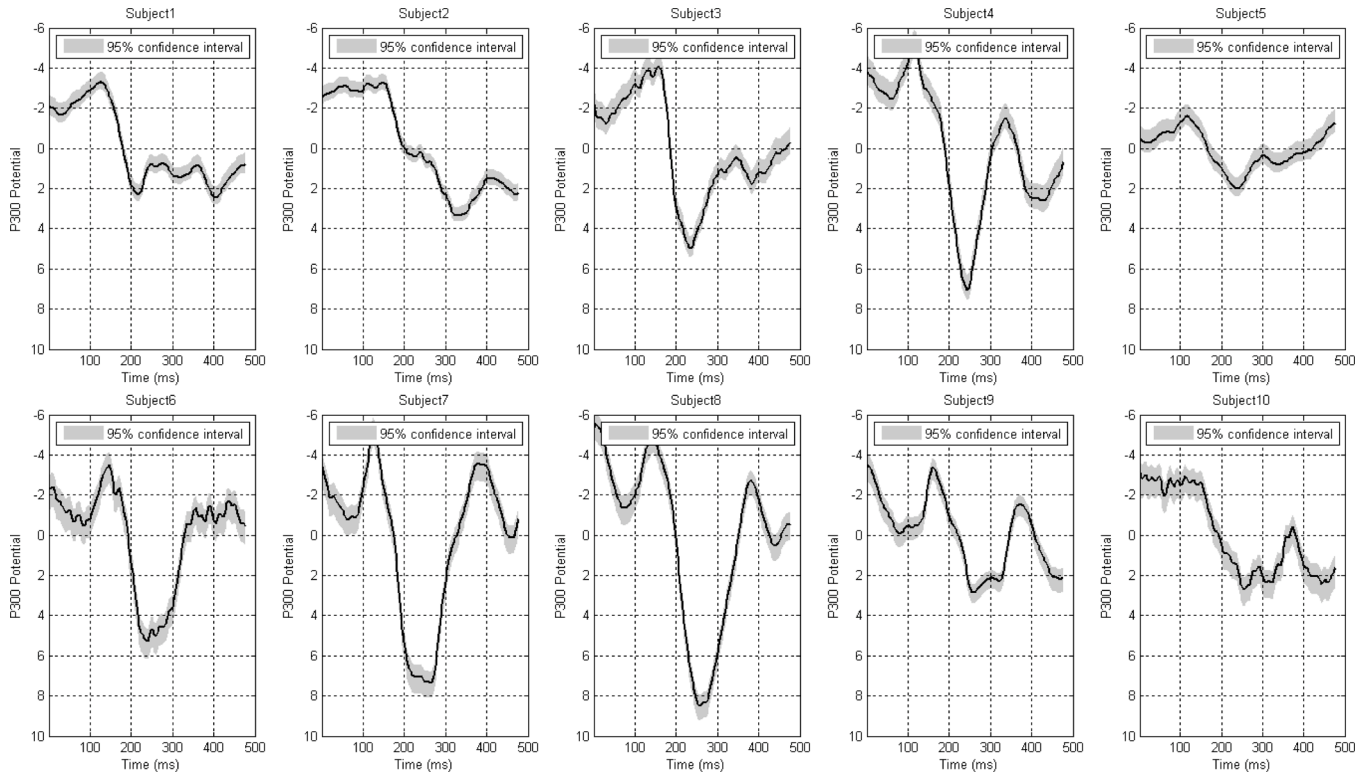 Subject1
Subject2
Subject3
Subject4
Subject5
-6
-4
-2
0
2
4
6
8
10
95% confidence interval
P300 Potential
100 200 300 400 500
Time (ms)
-6
-4
-2
0
2
4
6
8
10
95% confidence interval
P300 Potential
100 200 300 400 500
Time (ms)
-6
-4
-2
0
2
4
6
8
10
95% confidence interval
P300 Potential
100 200 300 400 500
Time (ms)
-6
-4
-2
0
2
4
6
8
10
95% confidence interval
P300 Potential
100 200 300 400 500
Time (ms)
-6
-4
-2
0
2
4
6
8
10
95% confidence interval
P300 Potential
100 200 300 400 500
Time (ms)
Subject6
Subject7
Subject8
Subject9
Subject10
-6
-4
-2
0
2
4
6
8
10
95% confidence interval
P300 Potential
100 200 300 400 500
Time (ms)
-6
-4
-2
0
2
4
6
8
10
95% confidence interval
P300 Potential
100 200 300 400 500
Time (ms)
-6
-4
-2
0
2
4
6
8
10
95% confidence interval
P300 Potential
100 200 300 400 500
Time (ms)
-6
-4
-2
0
2
4
6
8
10
95% confidence interval
P300 Potential
100 200 300 400 500
Time (ms)
-6
-4
-2
0
2
4
6
8
10
95% confidence interval
P300 Potential
100 200 300 400 500
Time (ms)